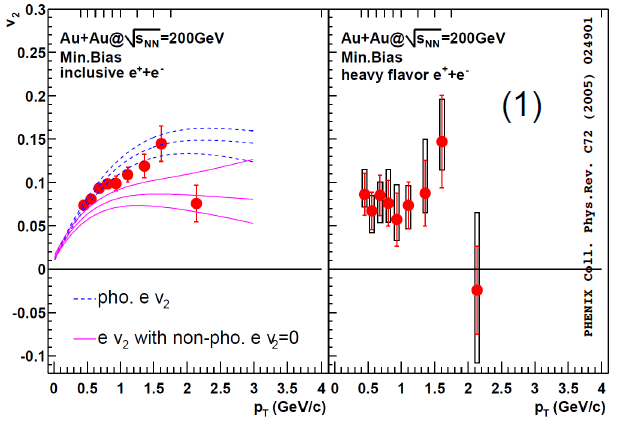 v₂
0.3
0.25
0.2
0.15
0.1
0.05
0
-0.05
-0.1
Au+Au@√sNN=200GeV
Min.Bias
inclusive e⁺+e⁻
pho. e v₂
e v₂ with non-pho. e v₂=0
0 0.5 1 1.5 2 2.5 3 3.5 4
pT (GeV/c)
Au+Au@√sNN=200GeV
Min.Bias
heavy flavor e⁺+e⁻
(1)
PHENIX Coll. Phys.Rev. C72 (2005) 024901
0.5 1 1.5 2 2.5 3 3.5 4
pT (GeV/c)